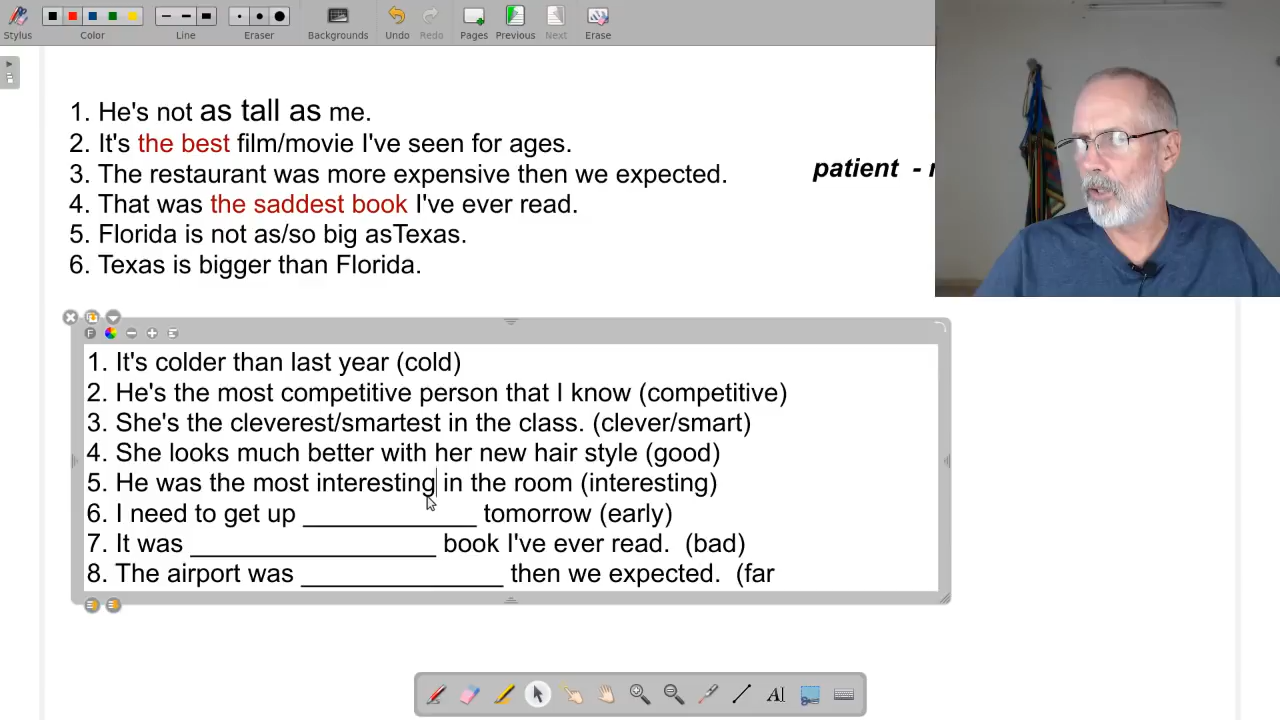 Stylus
Color
Line
Eraser
Backgrounds
Undo
Redo
Pages
Previous
Next
Erase
1. He's not as tall as me.
2. It's the best film/movie I've seen for ages.
3. The restaurant was more expensive then we expected.
patient - r
4. That was the saddest book I've ever read.
5. Florida is not as/so big asTexas.
6. Texas is bigger than Florida.
1. It's colder than last year (cold)
2. He's the most competitive person that I know (competitive)
3. She's the cleverest/smartest in the class. (clever/smart)
4. She looks much better with her new hair style (good)
5. He was the most interesting in the room (interesting)
6. I need to get up ____________ tomorrow (early)
7. It was _________________ book I've ever read. (bad)
8. The airport was ______________ then we expected. (far